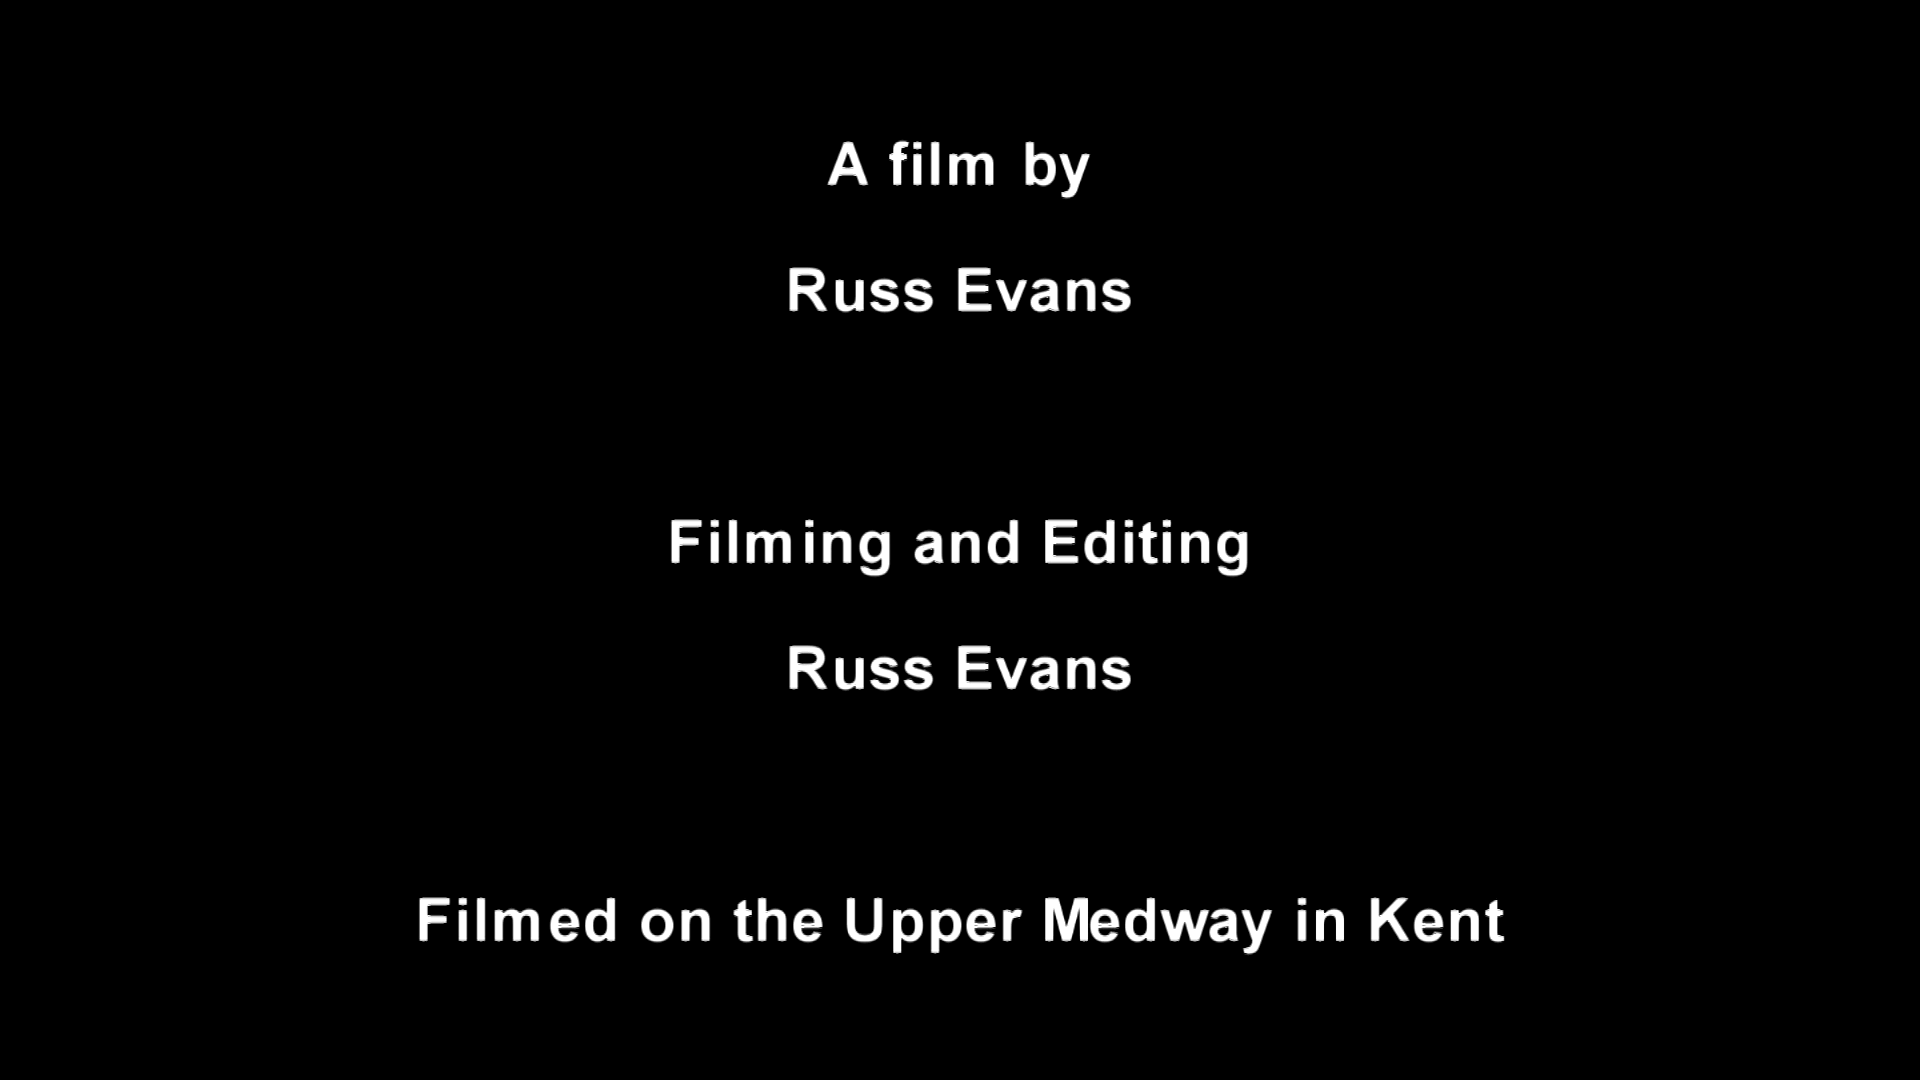 A film by
Russ Evans
Filming and Editing
Russ Evans
Filmed on the Upper Medway in Kent